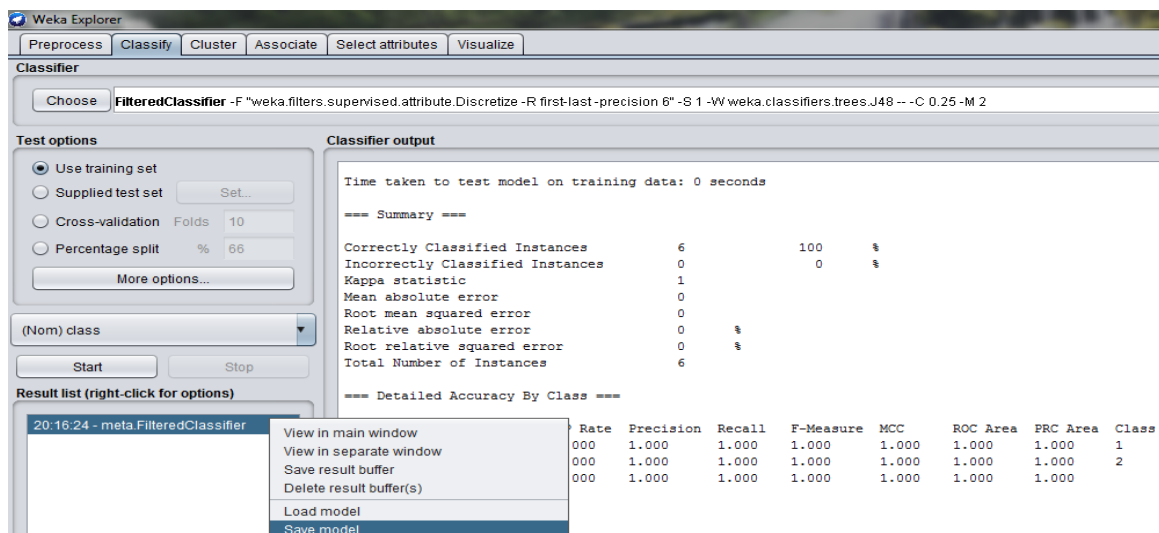 Weka Explorer
Preprocess Classify Cluster Associate Select attributes Visualize
Classifier
Choose FilteredClassifier -F "weka.filters.supervised.attribute.Discretize -R first-last -precision 6" -S 1 -W weka.classifiers.trees.J48 -- -C 0.25 -M 2
Test options
Use training set
Supplied test set Set...
Cross-validation Folds 10
Percentage split % 66
More options...
(Nom) class
Start Stop
Result list (right-click for options)
20:16:24 - meta.FilteredClassifier
Classifier output
Time taken to test model on training data: 0 seconds
=== Summary ===
Correctly Classified Instances 6 100 %
Incorrectly Classified Instances 0 0 %
Kappa statistic 1
Mean absolute error 0
Root mean squared error 0
Relative absolute error 0 %
Root relative squared error 0 %
Total Number of Instances 6
=== Detailed Accuracy By Class ===
Rate Precision Recall F-Measure MCC ROC Area PRC Area Class
000 1.000 1.000 1.000 1.000 1.000 1.000 1
000 1.000 1.000 1.000 1.000 1.000 1.000 2
000 1.000 1.000 1.000 1.000 1.000 1.000
View in main window
View in separate window
Save result buffer
Delete result buffer(s)
Load model
Save model